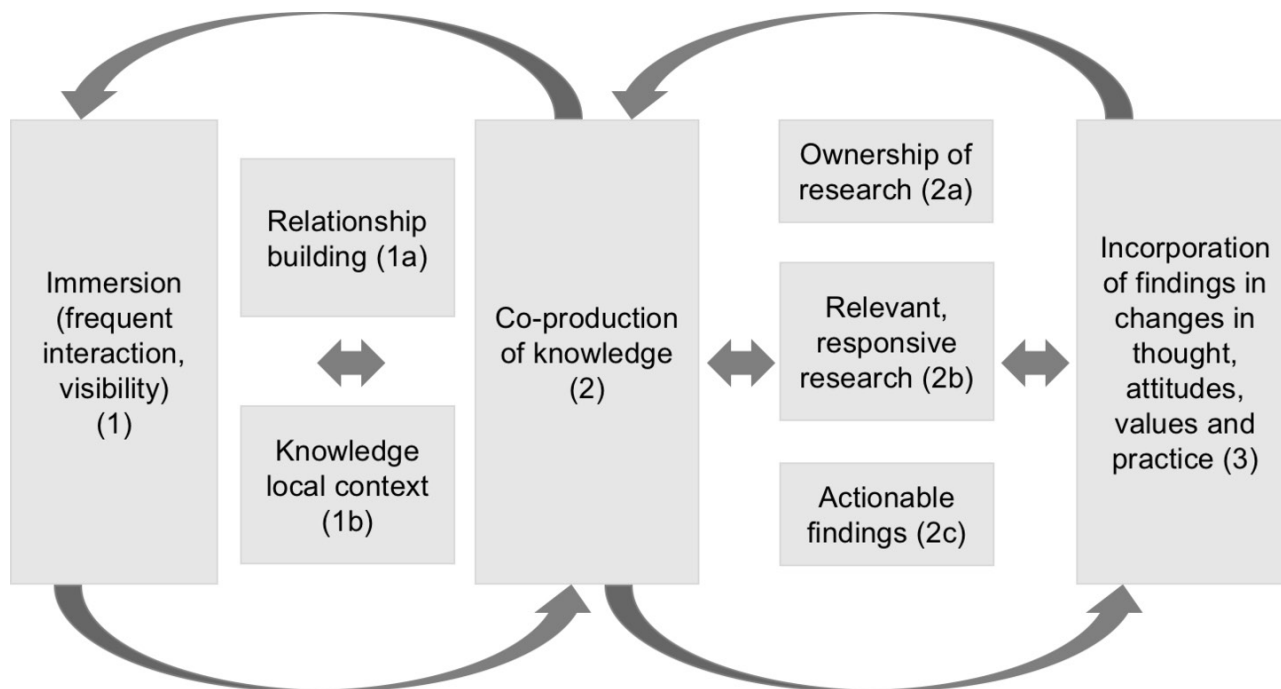 Immersion
(frequent
interaction,
visibility)
(1)
Relationship
building (1a)
Knowledge
local context
(1b)
Co-production
of knowledge
(2)
Ownership of
research (2a)
Relevant,
responsive
research (2b)
Actionable
findings (2c)
Incorporation
of findings in
changes in
thought,
attitudes,
values and
practice (3)